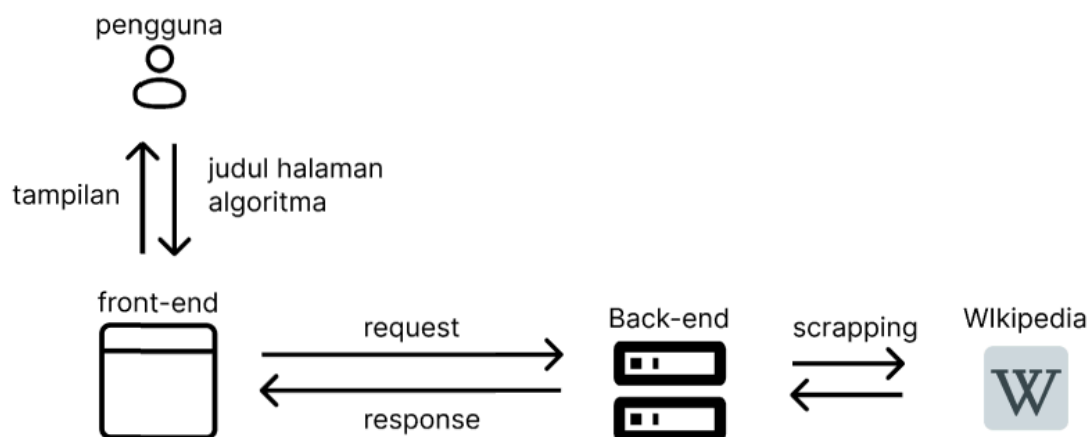 pengguna
tampilan
judul halaman
algoritma
front-end
request
response
Back-end
scrapping
WIkipedia
W